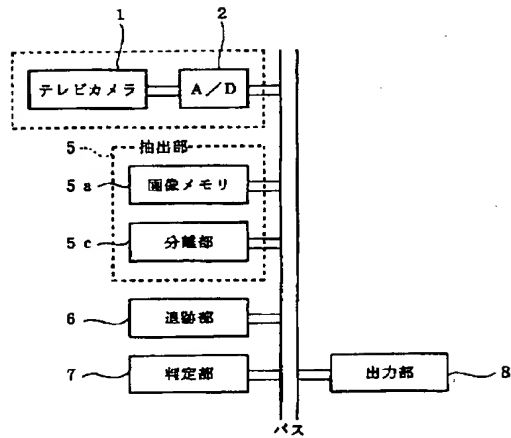 1
2
テレビカメラ
A/D
5
抽出部
5a
画像メモリ
5c
分離部
6
追跡部
7
判定部
出力部
8
バス